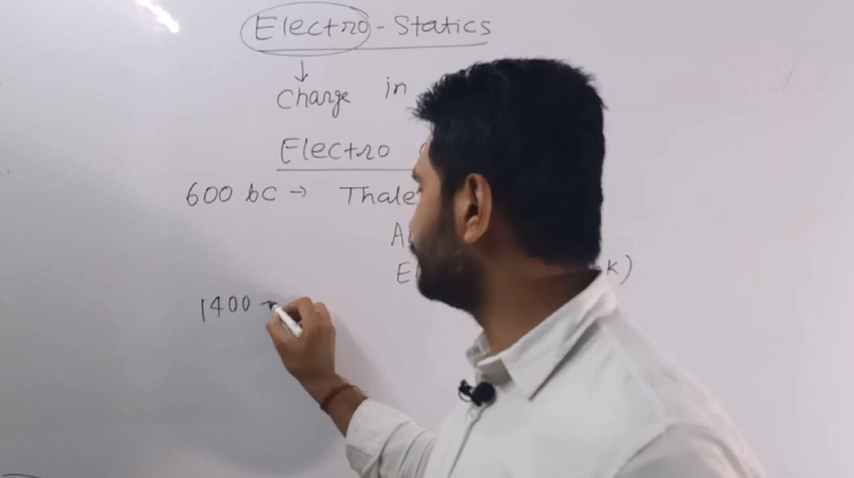 Electro-Statics
↓
Charge in
Electro
600 bc → Thale
A
E K)
1400